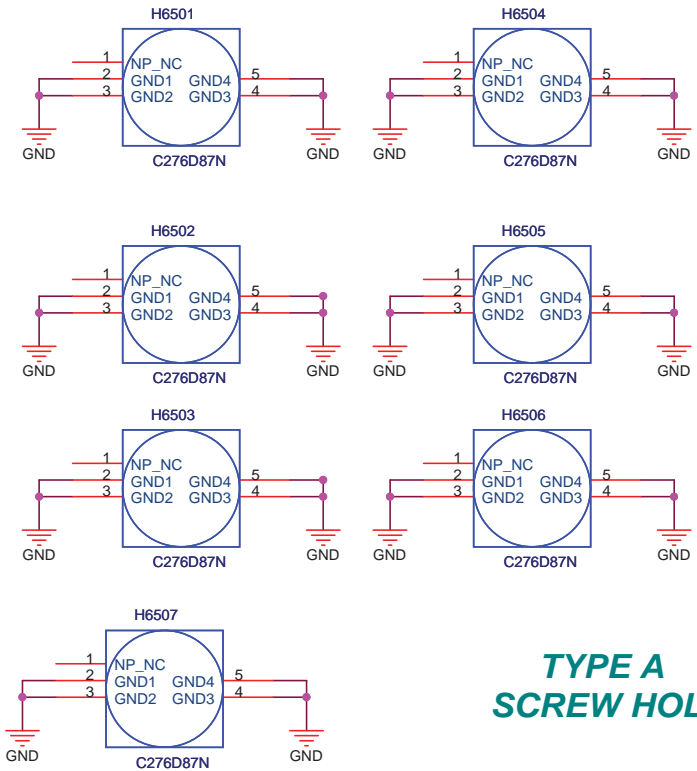 H6501
1 NP_NC
2 GND1 GND4 5
3 GND2 GND3 4
GND GND
C276D87N
H6504
1 NP_NC
2 GND1 GND4 5
3 GND2 GND3 4
GND GND
C276D87N
H6502
1 NP_NC
2 GND1 GND4 5
3 GND2 GND3 4
GND GND
C276D87N
H6505
1 NP_NC
2 GND1 GND4 5
3 GND2 GND3 4
GND GND
C276D87N
H6503
1 NP_NC
2 GND1 GND4 5
3 GND2 GND3 4
GND GND
C276D87N
H6506
1 NP_NC
2 GND1 GND4 5
3 GND2 GND3 4
GND GND
C276D87N
H6507
1 NP_NC
2 GND1 GND4 5
3 GND2 GND3 4
GND GND
C276D87N
TYPE A
SCREW HOL